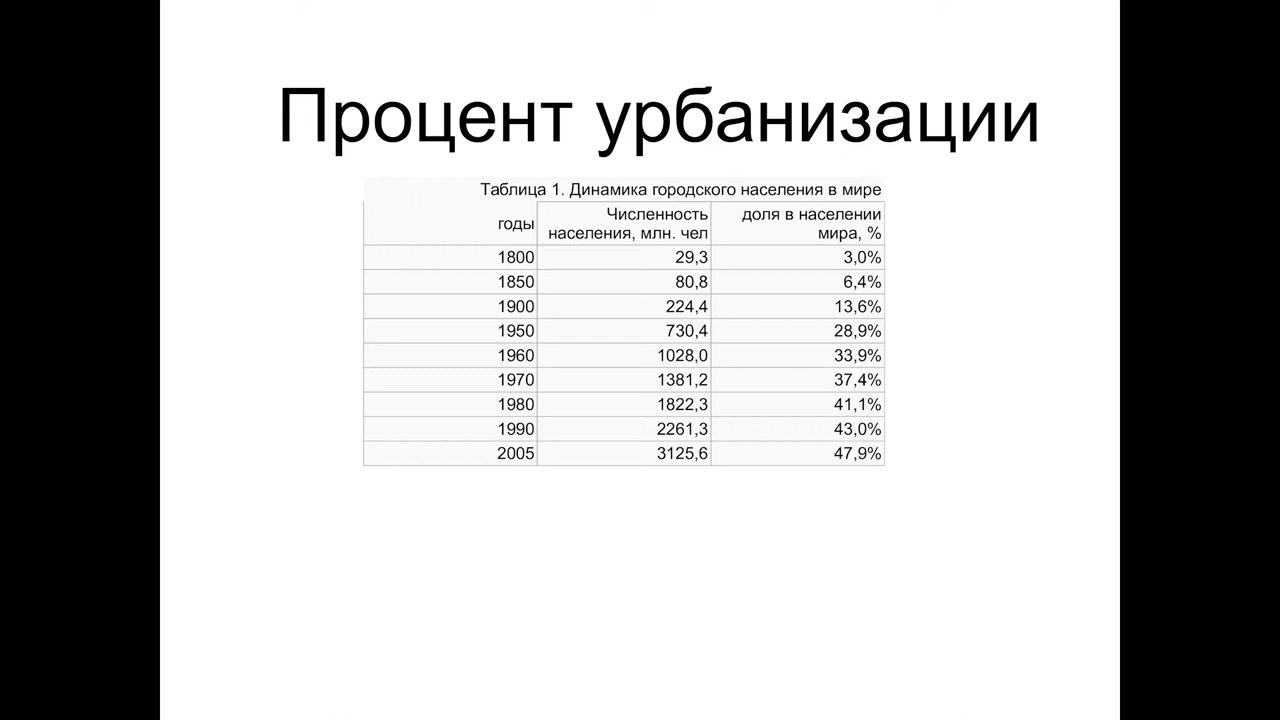 Процент урбанизации
Таблица 1. Динамика городского населения в мире
годы Численность населения, млн. чел доля в населении мира, %
1800 29,3 3,0%
1850 80,8 6,4%
1900 224,4 13,6%
1950 730,4 28,9%
1960 1028,0 33,9%
1970 1381,2 37,4%
1980 1822,3 41,1%
1990 2261,3 43,0%
2005 3125,6 47,9%